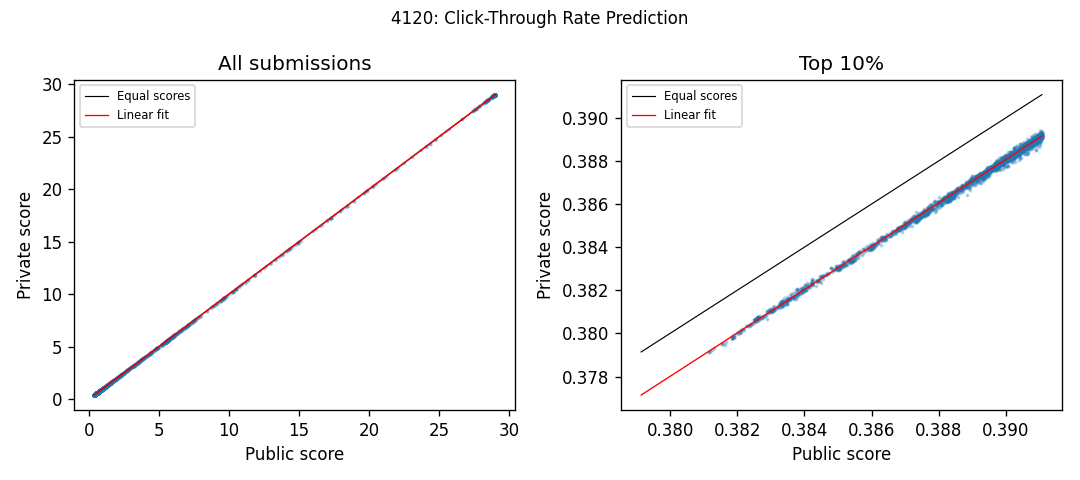 4120: Click-Through Rate Prediction
All submissions
Top 10%
Equal scores
Linear fit
Equal scores
Linear fit
Private score
30
25
20
15
10
5
0
0 5 10 15 20 25 30
Public score
Private score
0.390
0.388
0.386
0.384
0.382
0.380
0.378
0.380 0.382 0.384 0.386 0.388 0.390
Public score